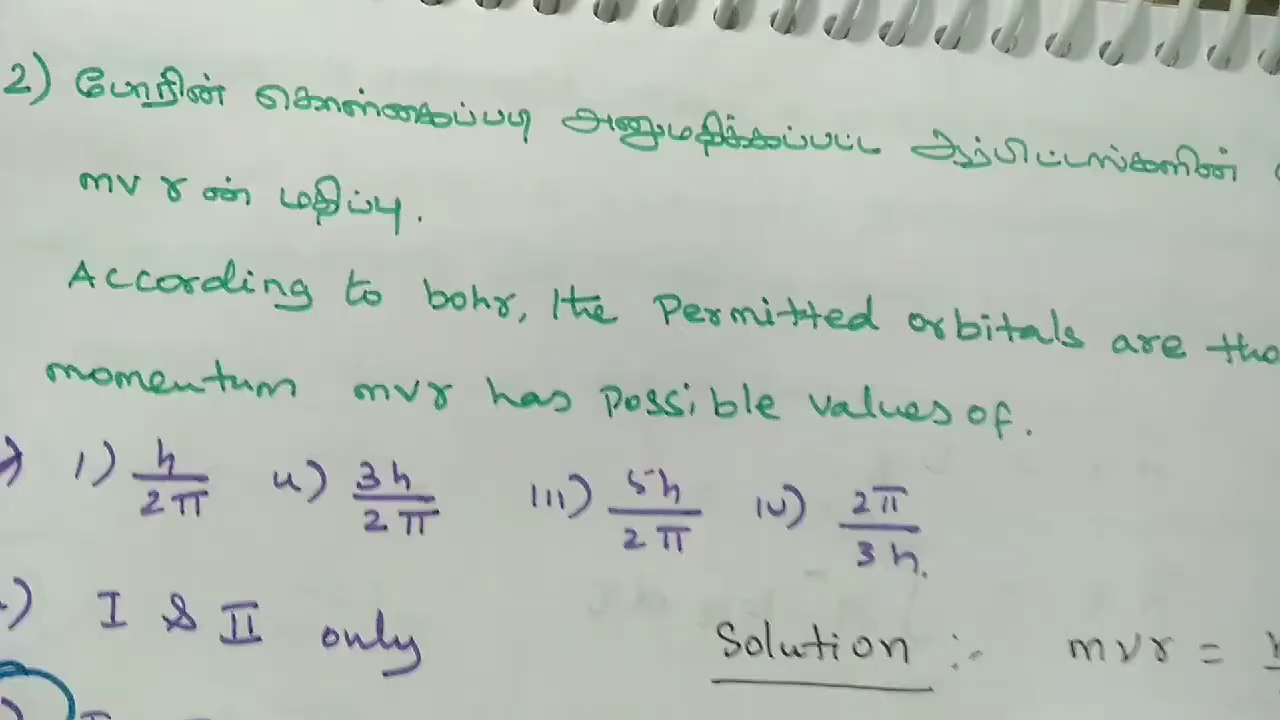 2) போரின் கொள்கைப்படி அனுமதிக்கப்பட்ட ஆர்பிட்டால்களின்
mvr ன் மதிப்பு.
According to bohr, the Permitted orbitals are
momentum mvr has possible values of.
I) h/2π II) 3h/2π III) 5h/2π IV) 2π/3h.
I & II only
Solution :- mvr =